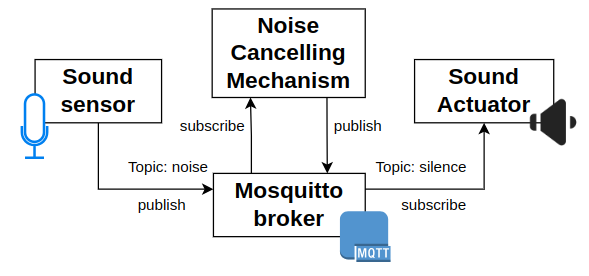 Noise
Cancelling
Mechanism
Sound
sensor
Sound
Actuator
subscribe
publish
Topic: noise
Topic: silence
publish
Mosquitto
broker
subscribe
MQTT